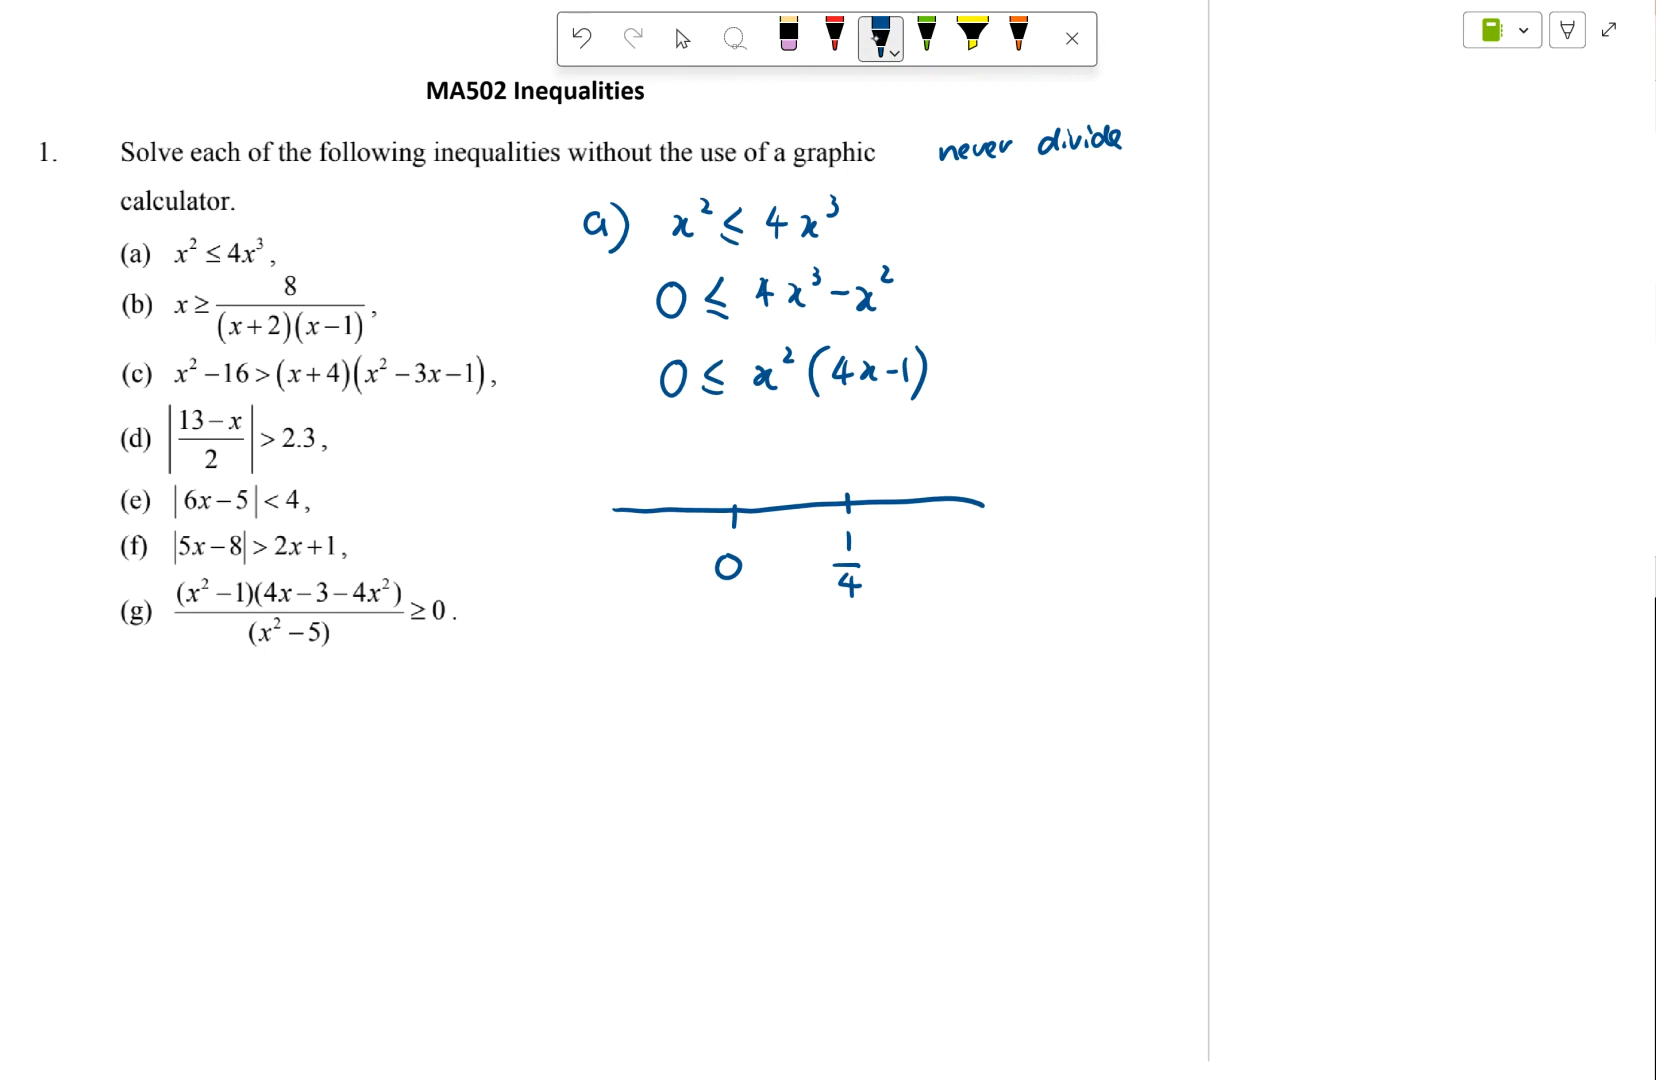 MA502 Inequalities
1. Solve each of the following inequalities without the use of a graphic
calculator.
never divide
(a) x² ≤ 4x³ ,
(b) x ≥ 8/((x+2)(x−1)) ,
(c) x² −16 > (x+4)(x² −3x−1) ,
(d) |(13−x)/2| > 2.3 ,
(e) |6x−5| < 4 ,
(f) |5x−8| > 2x+1 ,
(g) (x² −1)(4x−3−4x²)/(x² −5) ≥ 0 .
a) x² ≤ 4x³
0 ≤ 4x³ − x²
0 ≤ x² (4x−1)
0 1/4